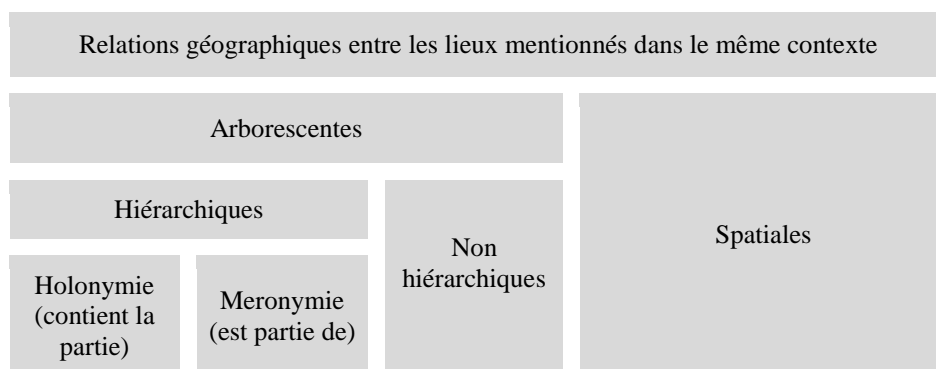 Relations géographiques entre les lieux mentionnés dans le même contexte
Arborescentes
Hiérarchiques
Holonymie
(contient la
partie)
Meronymie
(est partie de)
Non
hiérarchiques
Spatiales